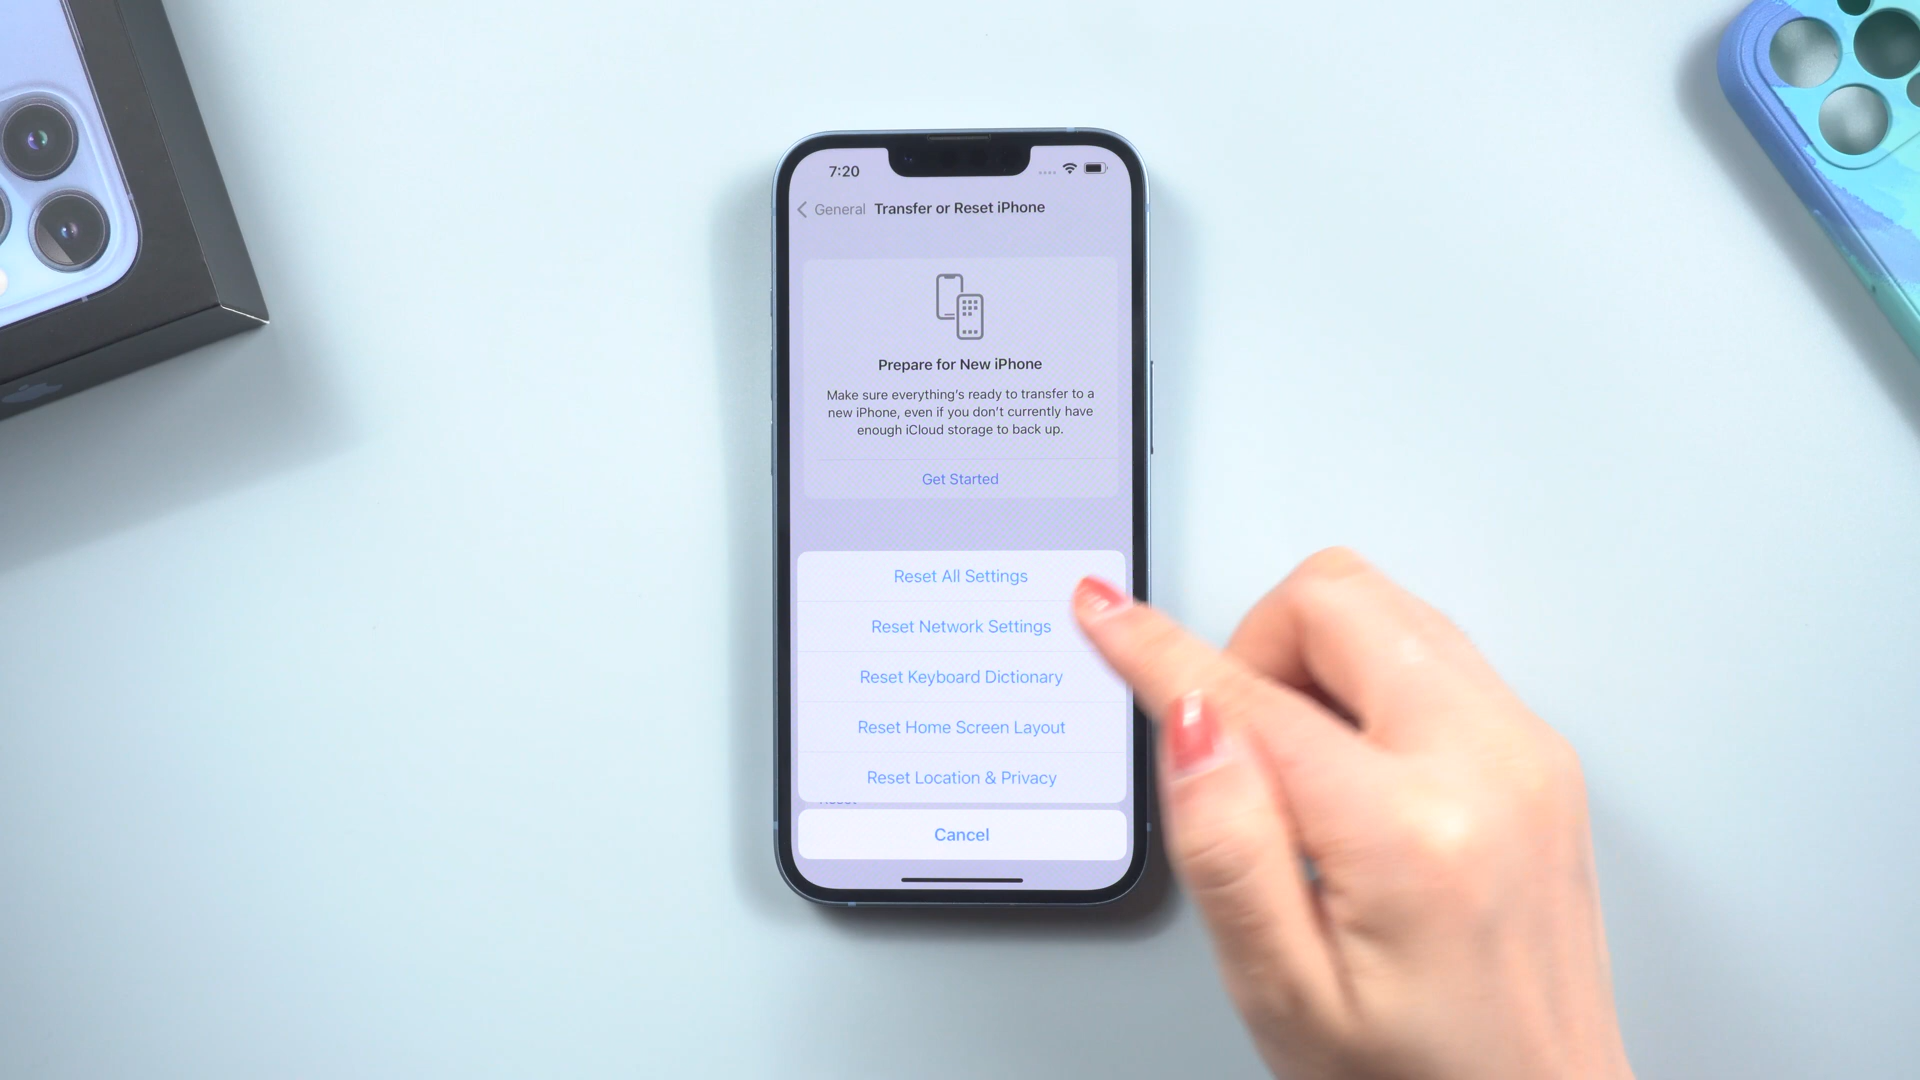 7:20
General Transfer or Reset iPhone
Prepare for New iPhone
Make sure everything's ready to transfer to a
new iPhone, even if you don't currently have
enough iCloud storage to back up.
Get Started
Reset All Settings
Reset Network Settings
Reset Keyboard Dictionary
Reset Home Screen Layout
Reset Location & Privacy
Cancel